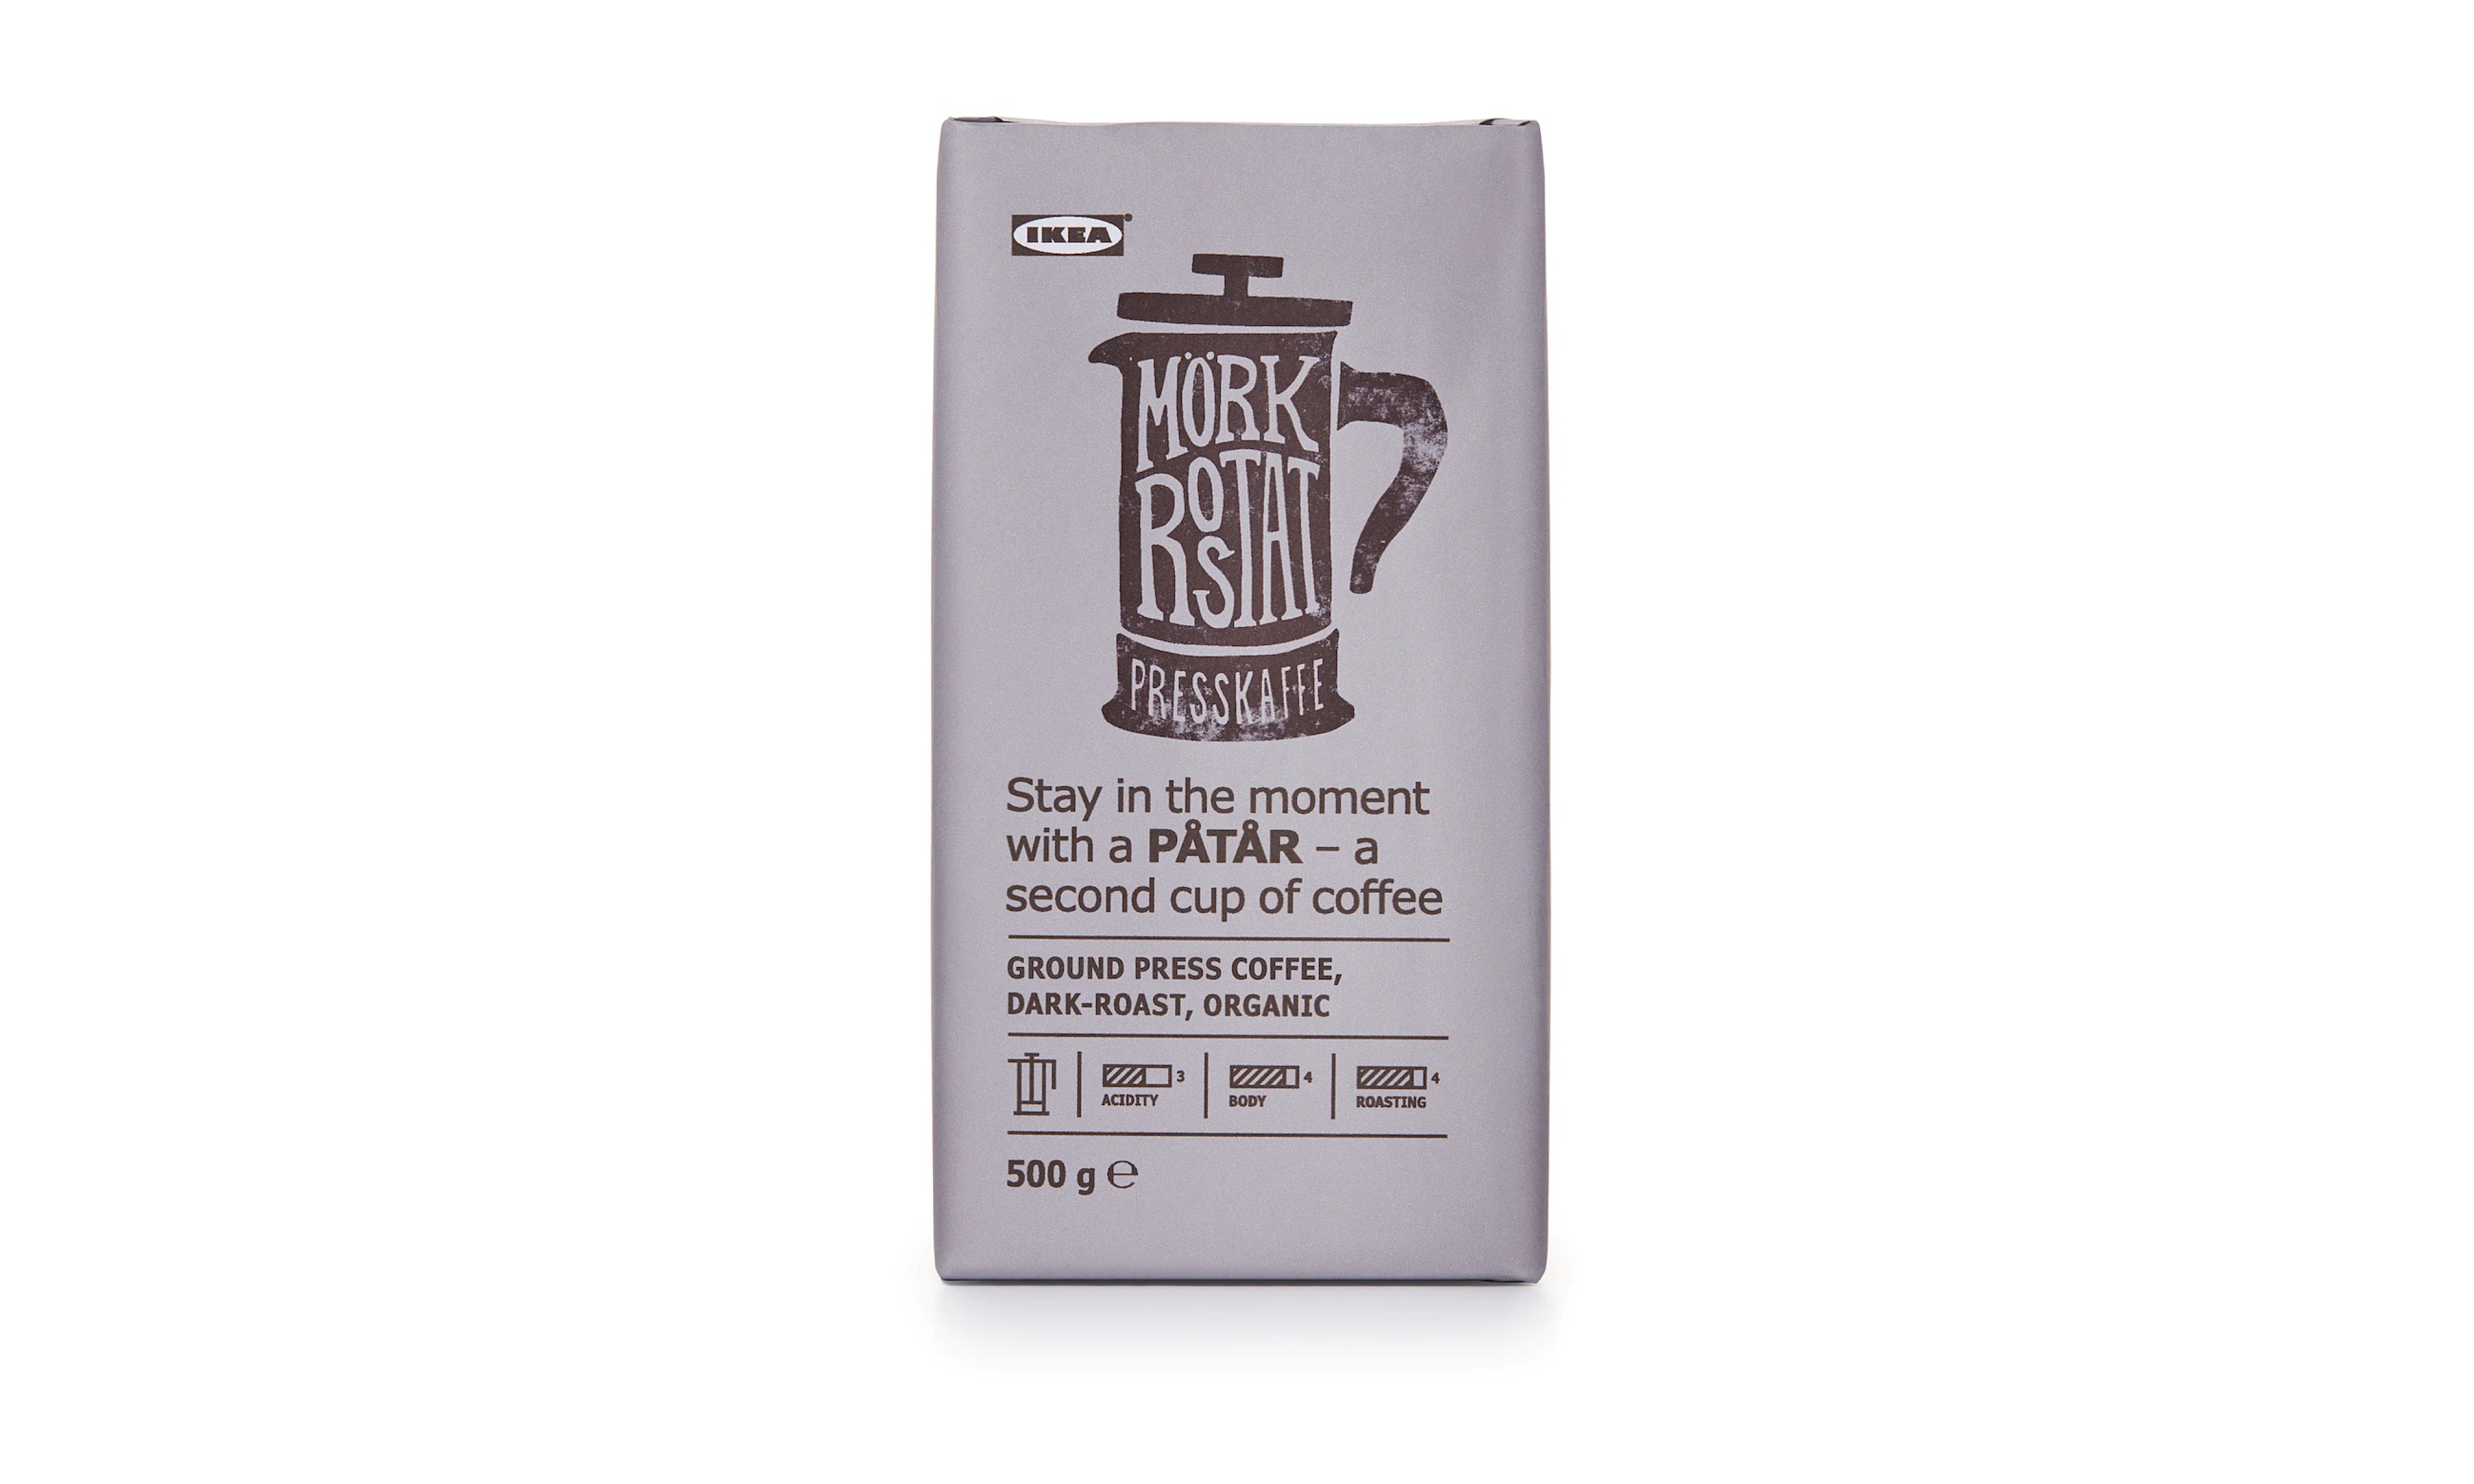 IKEA
MÖRK
ROSTAT
PRESSKAFFE
Stay in the moment
with a PÅTÅR – a
second cup of coffee
GROUND PRESS COFFEE,
DARK-ROAST, ORGANIC
3
ACIDITY
4
BODY
4
ROASTING
500 g ℮